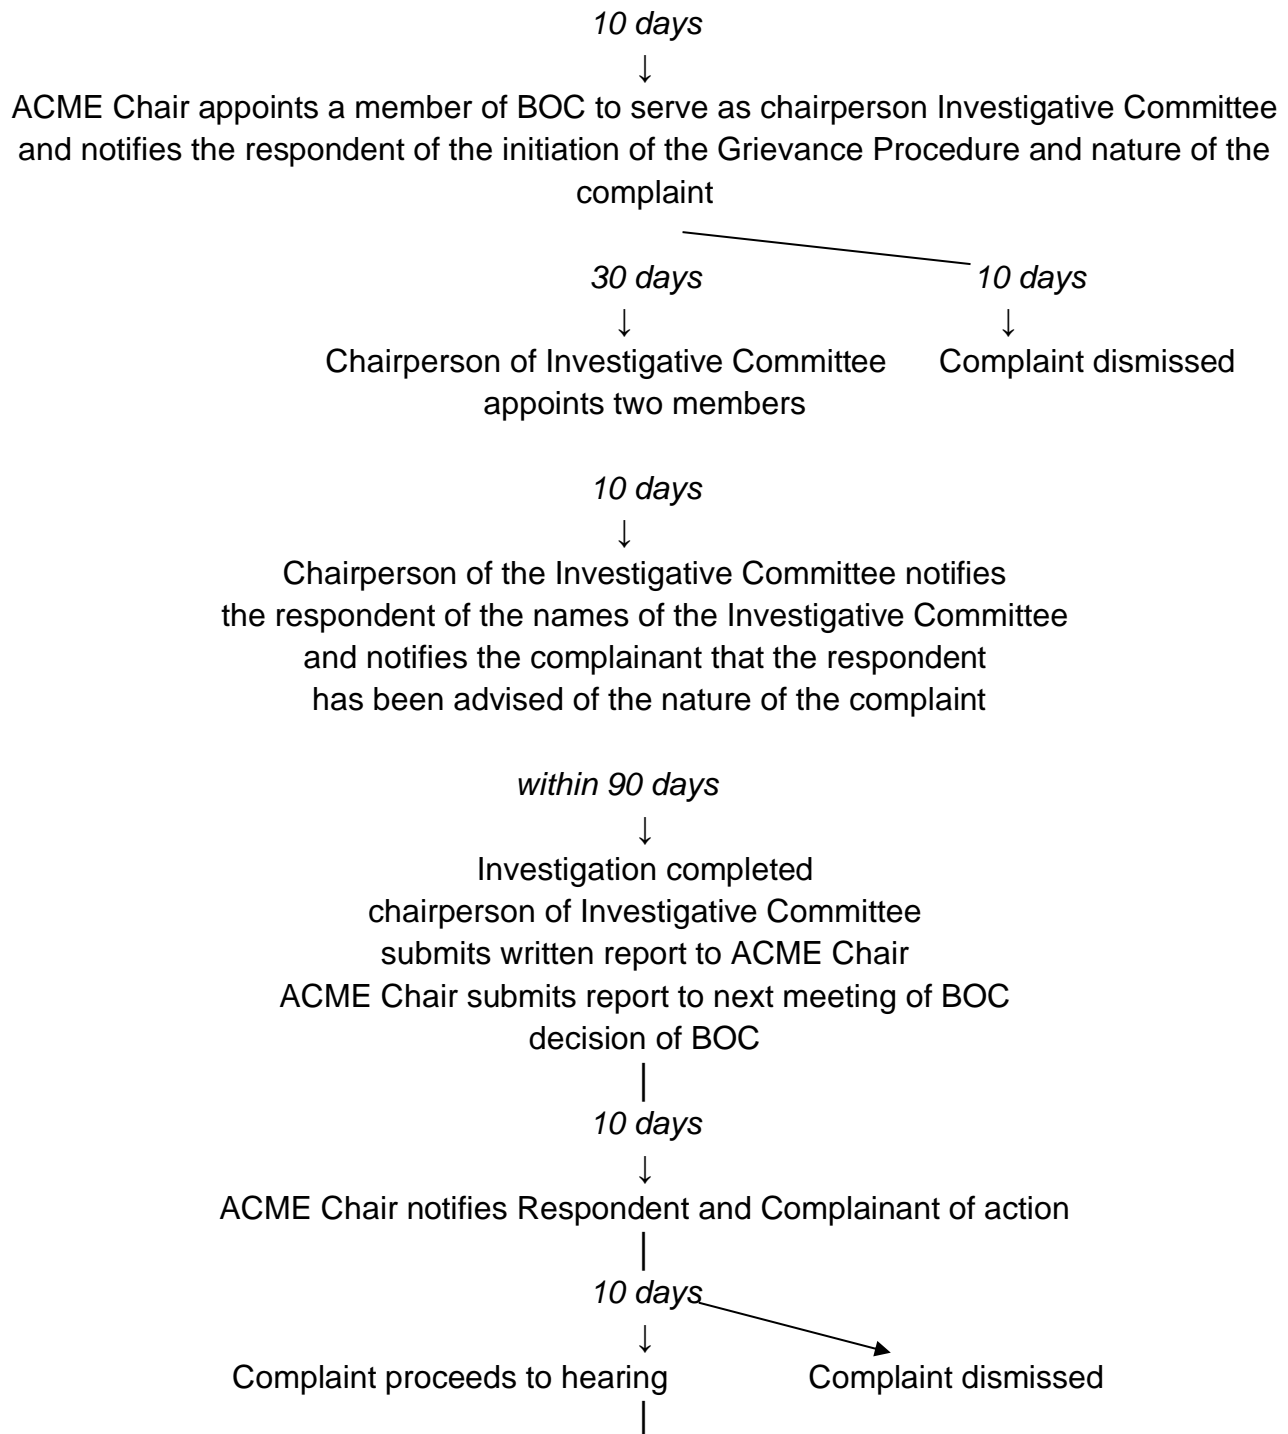 10 days
↓
ACME Chair appoints a member of BOC to serve as chairperson Investigative Committee
and notifies the respondent of the initiation of the Grievance Procedure and nature of the
complaint
30 days 10 days
↓ ↓
Chairperson of Investigative Committee Complaint dismissed
appoints two members
10 days
↓
Chairperson of the Investigative Committee notifies
the respondent of the names of the Investigative Committee
and notifies the complainant that the respondent
has been advised of the nature of the complaint
within 90 days
↓
Investigation completed
chairperson of Investigative Committee
submits written report to ACME Chair
ACME Chair submits report to next meeting of BOC
decision of BOC
|
10 days
↓
ACME Chair notifies Respondent and Complainant of action
|
10 days
↓
Complaint proceeds to hearing Complaint dismissed
|